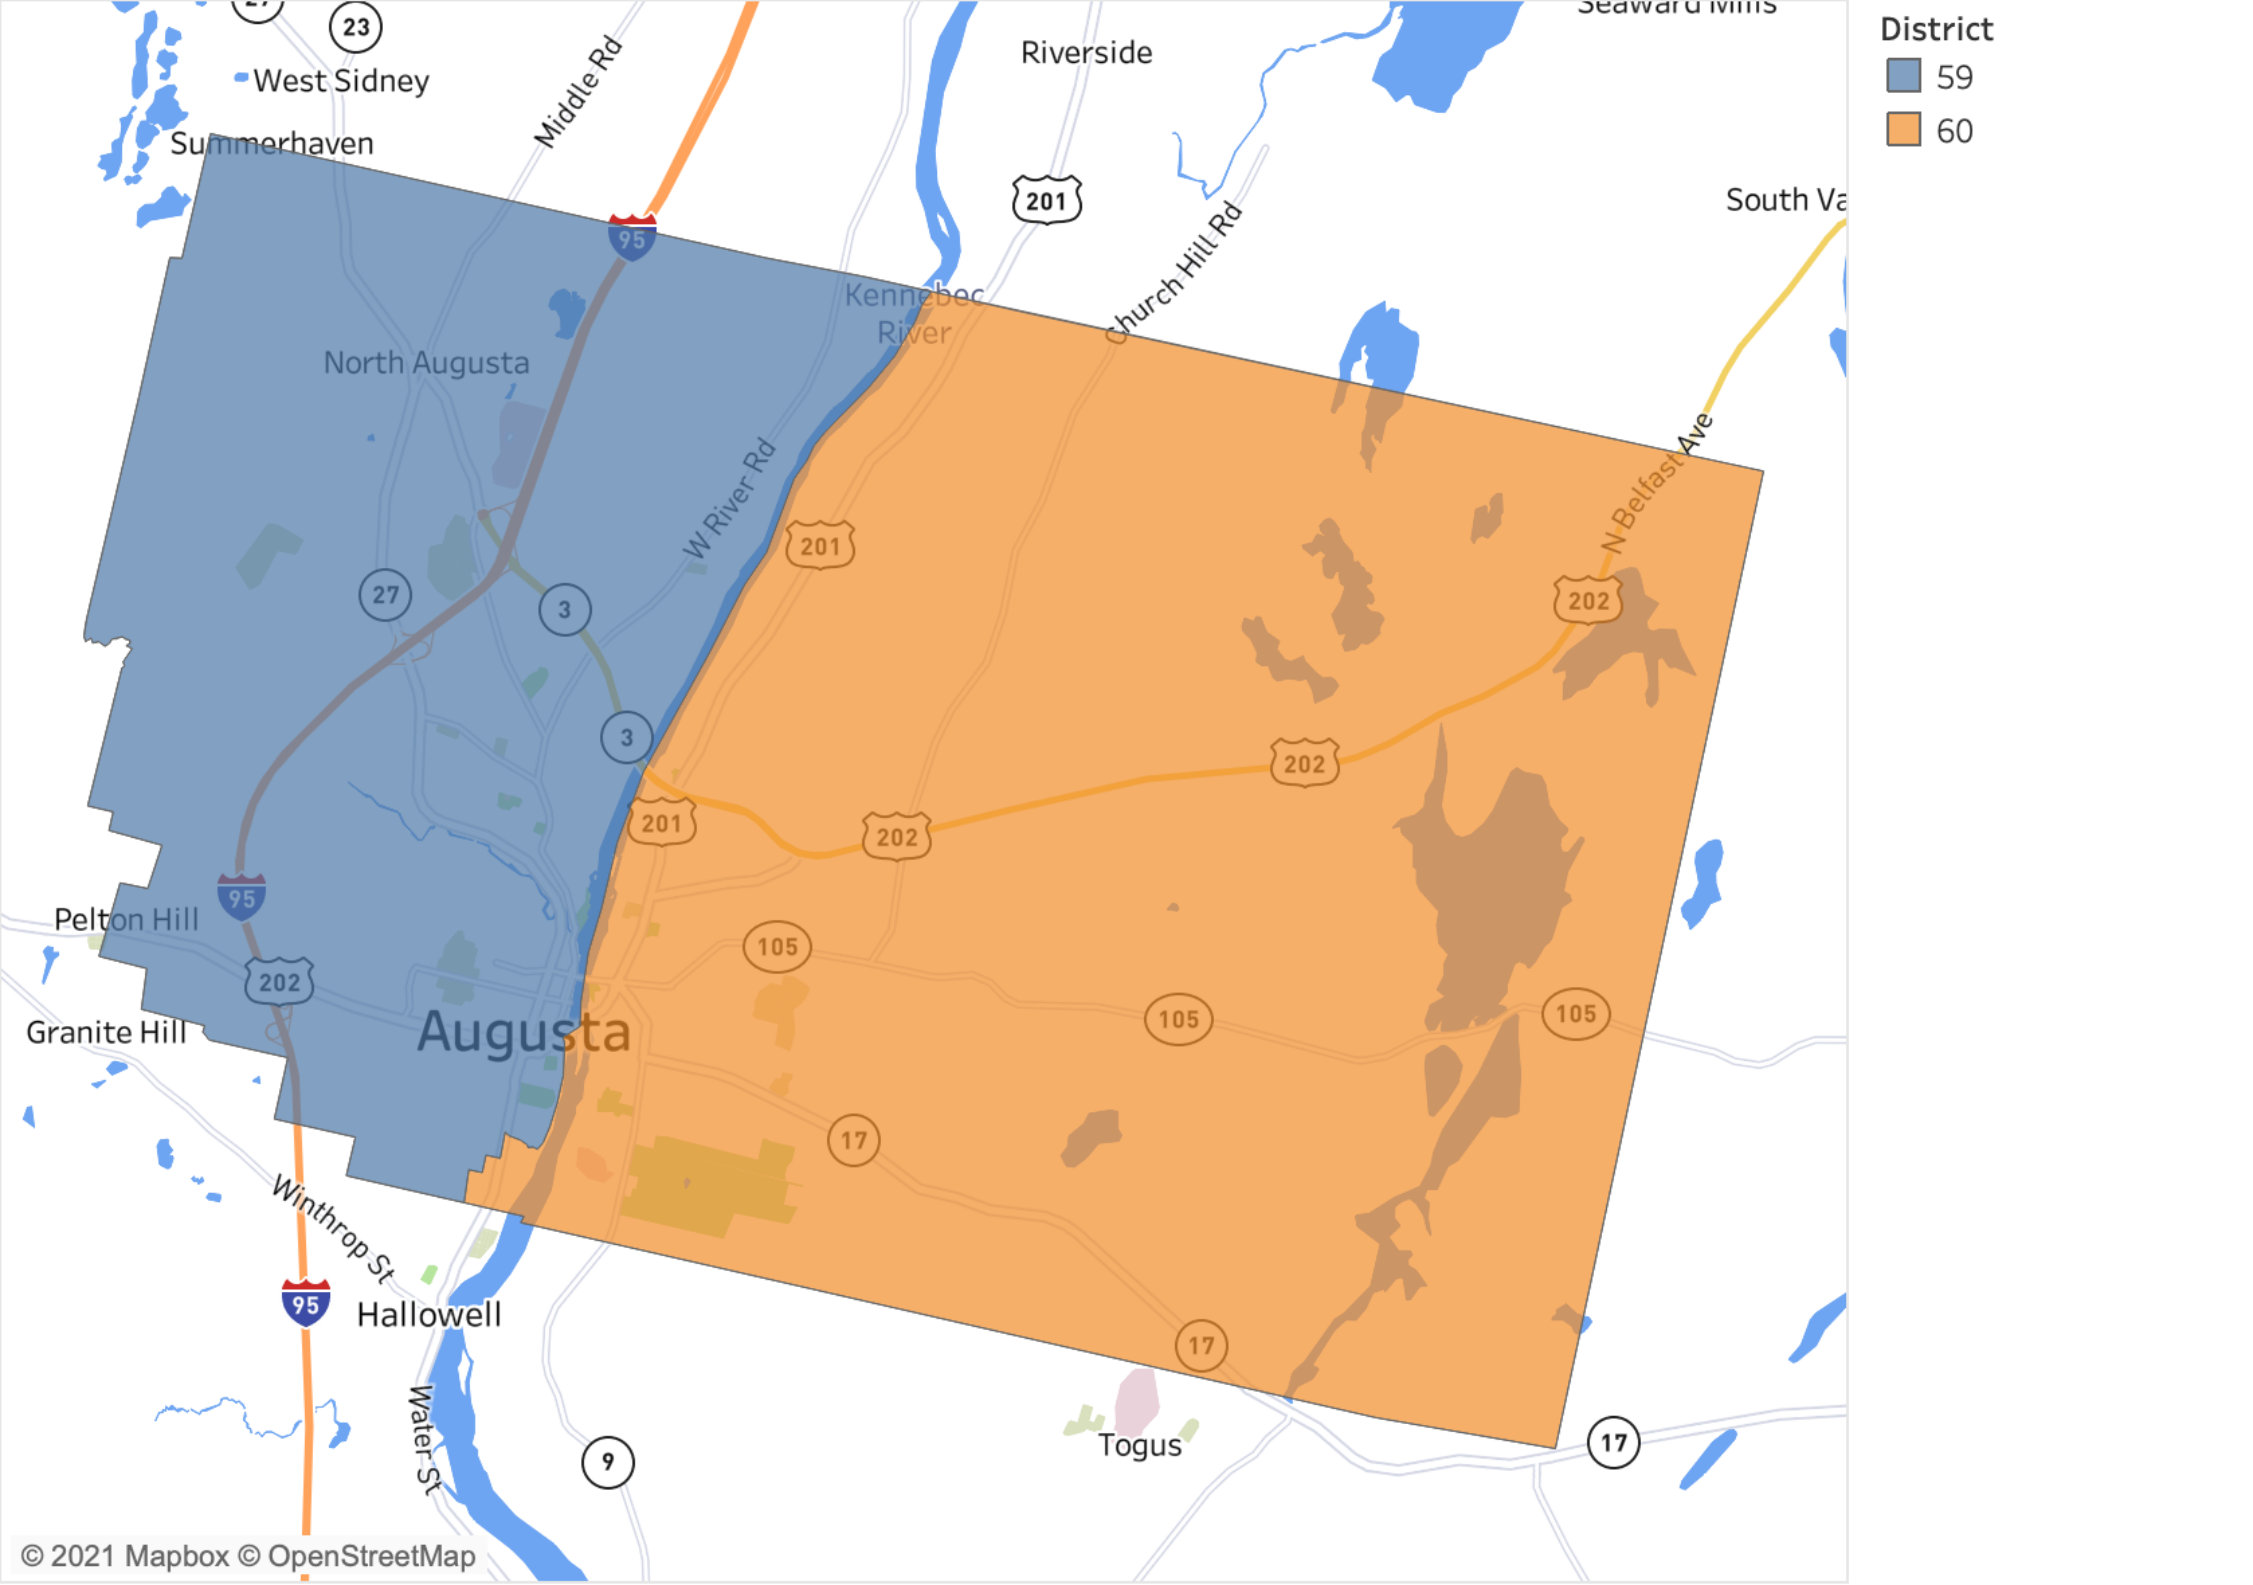 27
23
Seaward Mills
District
59
60
West Sidney
Middle Rd
Riverside
Summerhaven
201
South Va
95
Church Hill Rd
Kennebec
River
North Augusta
N Belfast Ave
W River Rd
201
27
3
202
3
202
201
202
95
Pelton Hill
105
202
105
105
Granite Hill
Augusta
17
Winthrop St
95
Hallowell
17
Water St
Togus
17
9
© 2021 Mapbox © OpenStreetMap